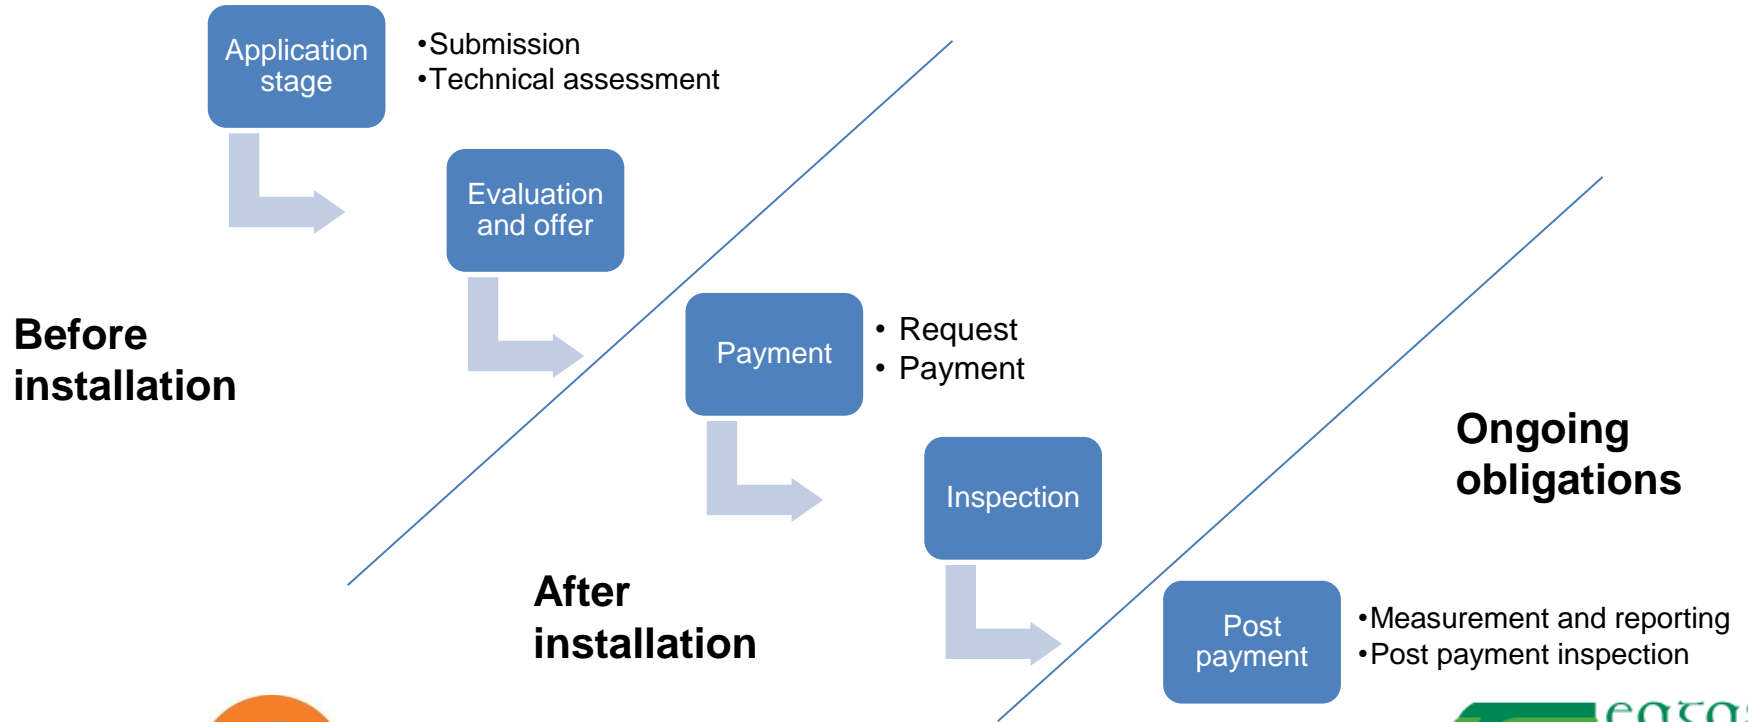 Application
stage
•Submission
•Technical assessment
Evaluation
and offer
Before
installation
Payment
• Request
• Payment
Inspection
Ongoing
obligations
After
installation
Post
payment
•Measurement and reporting
•Post payment inspection